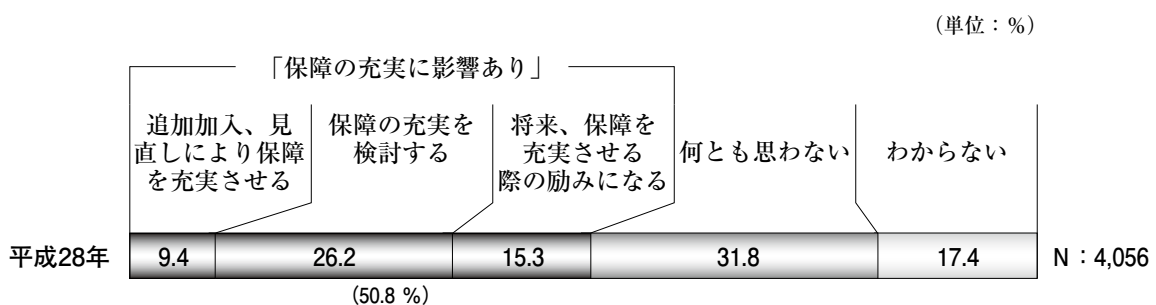 （単位：%）
「保障の充実に影響あり」
追加加入、見
直しにより保障
を充実させる
保障の充実を
検討する
将来、保障を
充実させる
際の励みになる
何とも思わない
わからない
平成28年 9.4 26.2 15.3 31.8 17.4 N：4,056
(50.8 %)